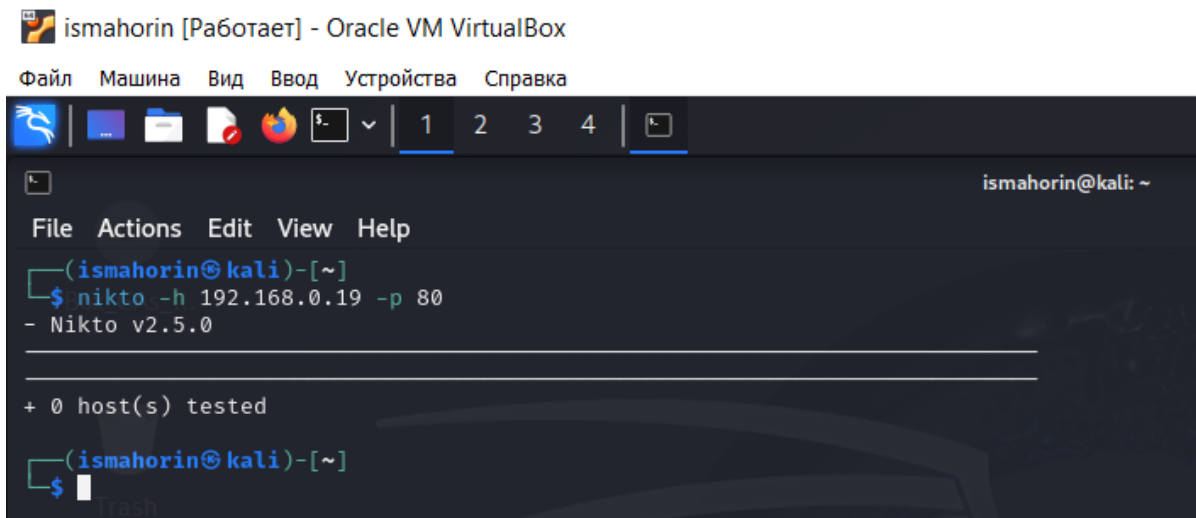 ismahorin [Работает] - Oracle VM VirtualBox
Файл Машина Вид Ввод Устройства Справка
1 2 3 4
ismahorin@kali: ~
File Actions Edit View Help
┌──(ismahorin㉿kali)-[~]
└─$ nikto -h 192.168.0.19 -p 80
- Nikto v2.5.0
+ 0 host(s) tested
┌──(ismahorin㉿kali)-[~]
└─$
Trash